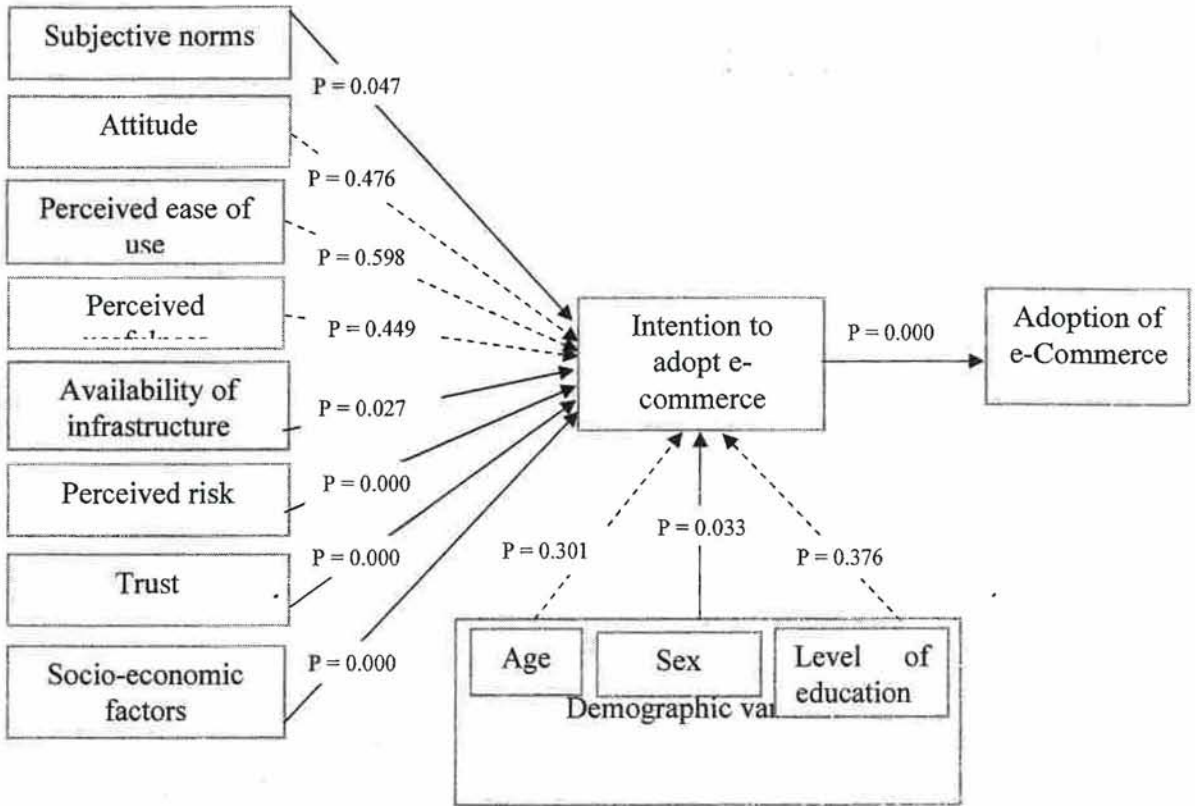 Subjective norms
P = 0.047
Attitude
P = 0.476
Perceived ease of
use
P = 0.598
Perceived
P = 0.449
Availability of
infrastructure
P = 0.027
Perceived risk
P = 0.000
Trust
P = 0.000
Socio-economic
factors
P = 0.000
Intention to
adopt e-
commerce
P = 0.000
Adoption of
e-Commerce
P = 0.301
P = 0.033
P = 0.376
Age
Sex
Level of
education
Demographic